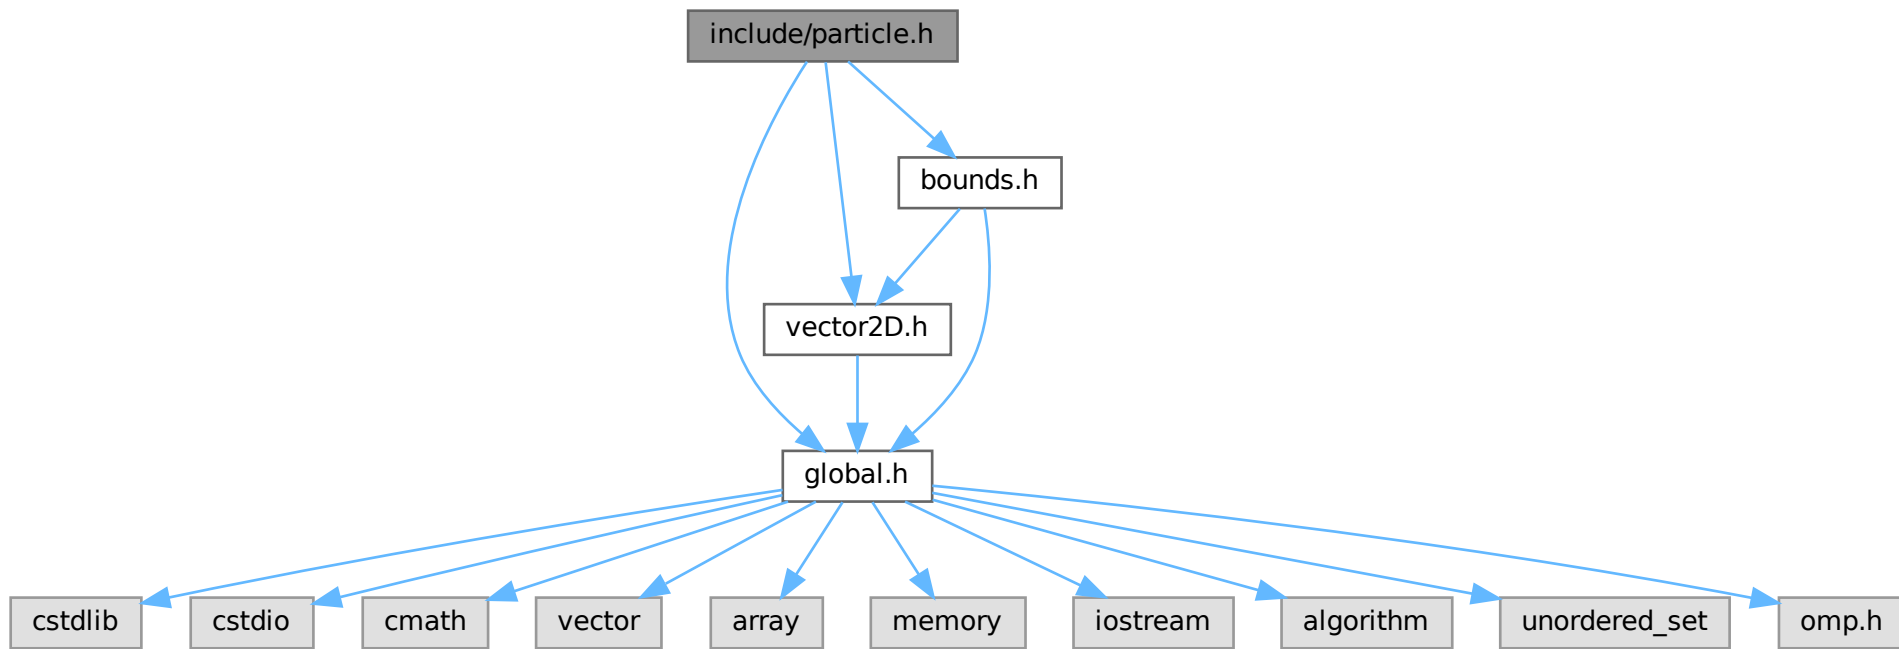 include/particle.h
bounds.h
vector2D.h
global.h
cstdlib
cstdio
cmath
vector
array
memory
iostream
algorithm
unordered_set
omp.h